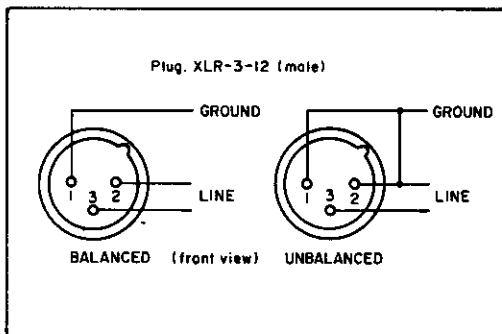 Plug. XLR-3-12 (male)
GROUND GROUND
1 3 2 LINE 1 3 2 LINE
BALANCED (front view) UNBALANCED